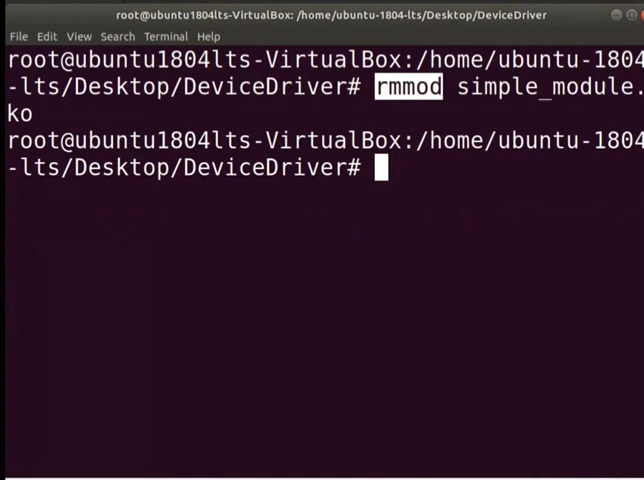 root@ubuntu1804lts-VirtualBox: /home/ubuntu-1804-lts/Desktop/DeviceDriver
File Edit View Search Terminal Help
root@ubuntu1804lts-VirtualBox:/home/ubuntu-1804
-lts/Desktop/DeviceDriver# rmmod simple_module.
ko
root@ubuntu1804lts-VirtualBox:/home/ubuntu-1804
-lts/Desktop/DeviceDriver#